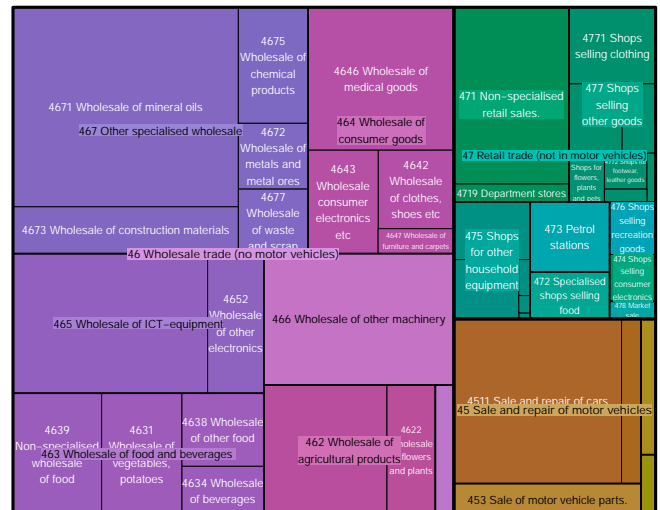 4671 Wholesale of mineral oils
467 Other specialised wholesale
4673 Wholesale of construction materials
4675
Wholesale of
chemical
products
4672
Wholesale of
metals and
metal ores
4677
Wholesale
of waste
and scrap
4646 Wholesale of
medical goods
464 Wholesale of
consumer goods
4643
Wholesale
consumer
electronics
etc
4642
Wholesale
of clothes,
shoes etc
4647 Wholesale of
furniture and carpets
46 Wholesale trade (no motor vehicles)
465 Wholesale of ICT-equipment
4652
Wholesale
of other
electronics
466 Wholesale of other machinery
4639
Non-specialised
wholesale
of food
4631
Wholesale of
vegetables,
potatoes
463 Wholesale of food and beverages
4638 Wholesale
of other food
4634 Wholesale
of beverages
462 Wholesale of
agricultural products
4622
Wholesale
flowers
and plants
471 Non-specialised
retail sales.
4719 Department stores
4771 Shops
selling clothing
477 Shops
selling
other goods
47 Retail trade (not in motor vehicles)
Shops for
flowers,
plants
and pets
4772 Shops for
footwear,
leather goods
475 Shops
for other
household
equipment
473 Petrol
stations
472 Specialised
shops selling
food
476 Shops
selling
recreation
goods
474 Shops
selling
consumer
electronics
478 Market
sale
4511 Sale and repair of cars
45 Sale and repair of motor vehicles
453 Sale of motor vehicle parts.